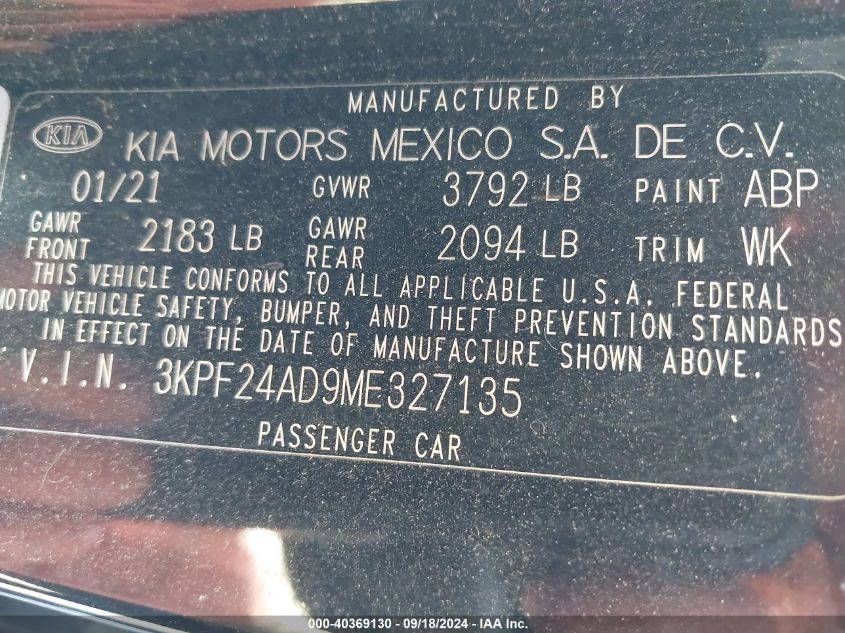 MANUFACTURED BY
KIA KIA MOTORS MEXICO S.A. DE C.V.
01/21 GVWR 3792 LB PAINT ABP
GAWR FRONT 2183 LB GAWR REAR 2094 LB TRIM WK
THIS VEHICLE CONFORMS TO ALL APPLICABLE U.S.A. FEDERAL
MOTOR VEHICLE SAFETY, BUMPER, AND THEFT PREVENTION STANDARDS
IN EFFECT ON THE DATE OF MANUFACTURE SHOWN ABOVE.
V.I.N. 3KPF24AD9ME327135
PASSENGER CAR
000-40369130 - 09/18/2024 - IAA Inc.